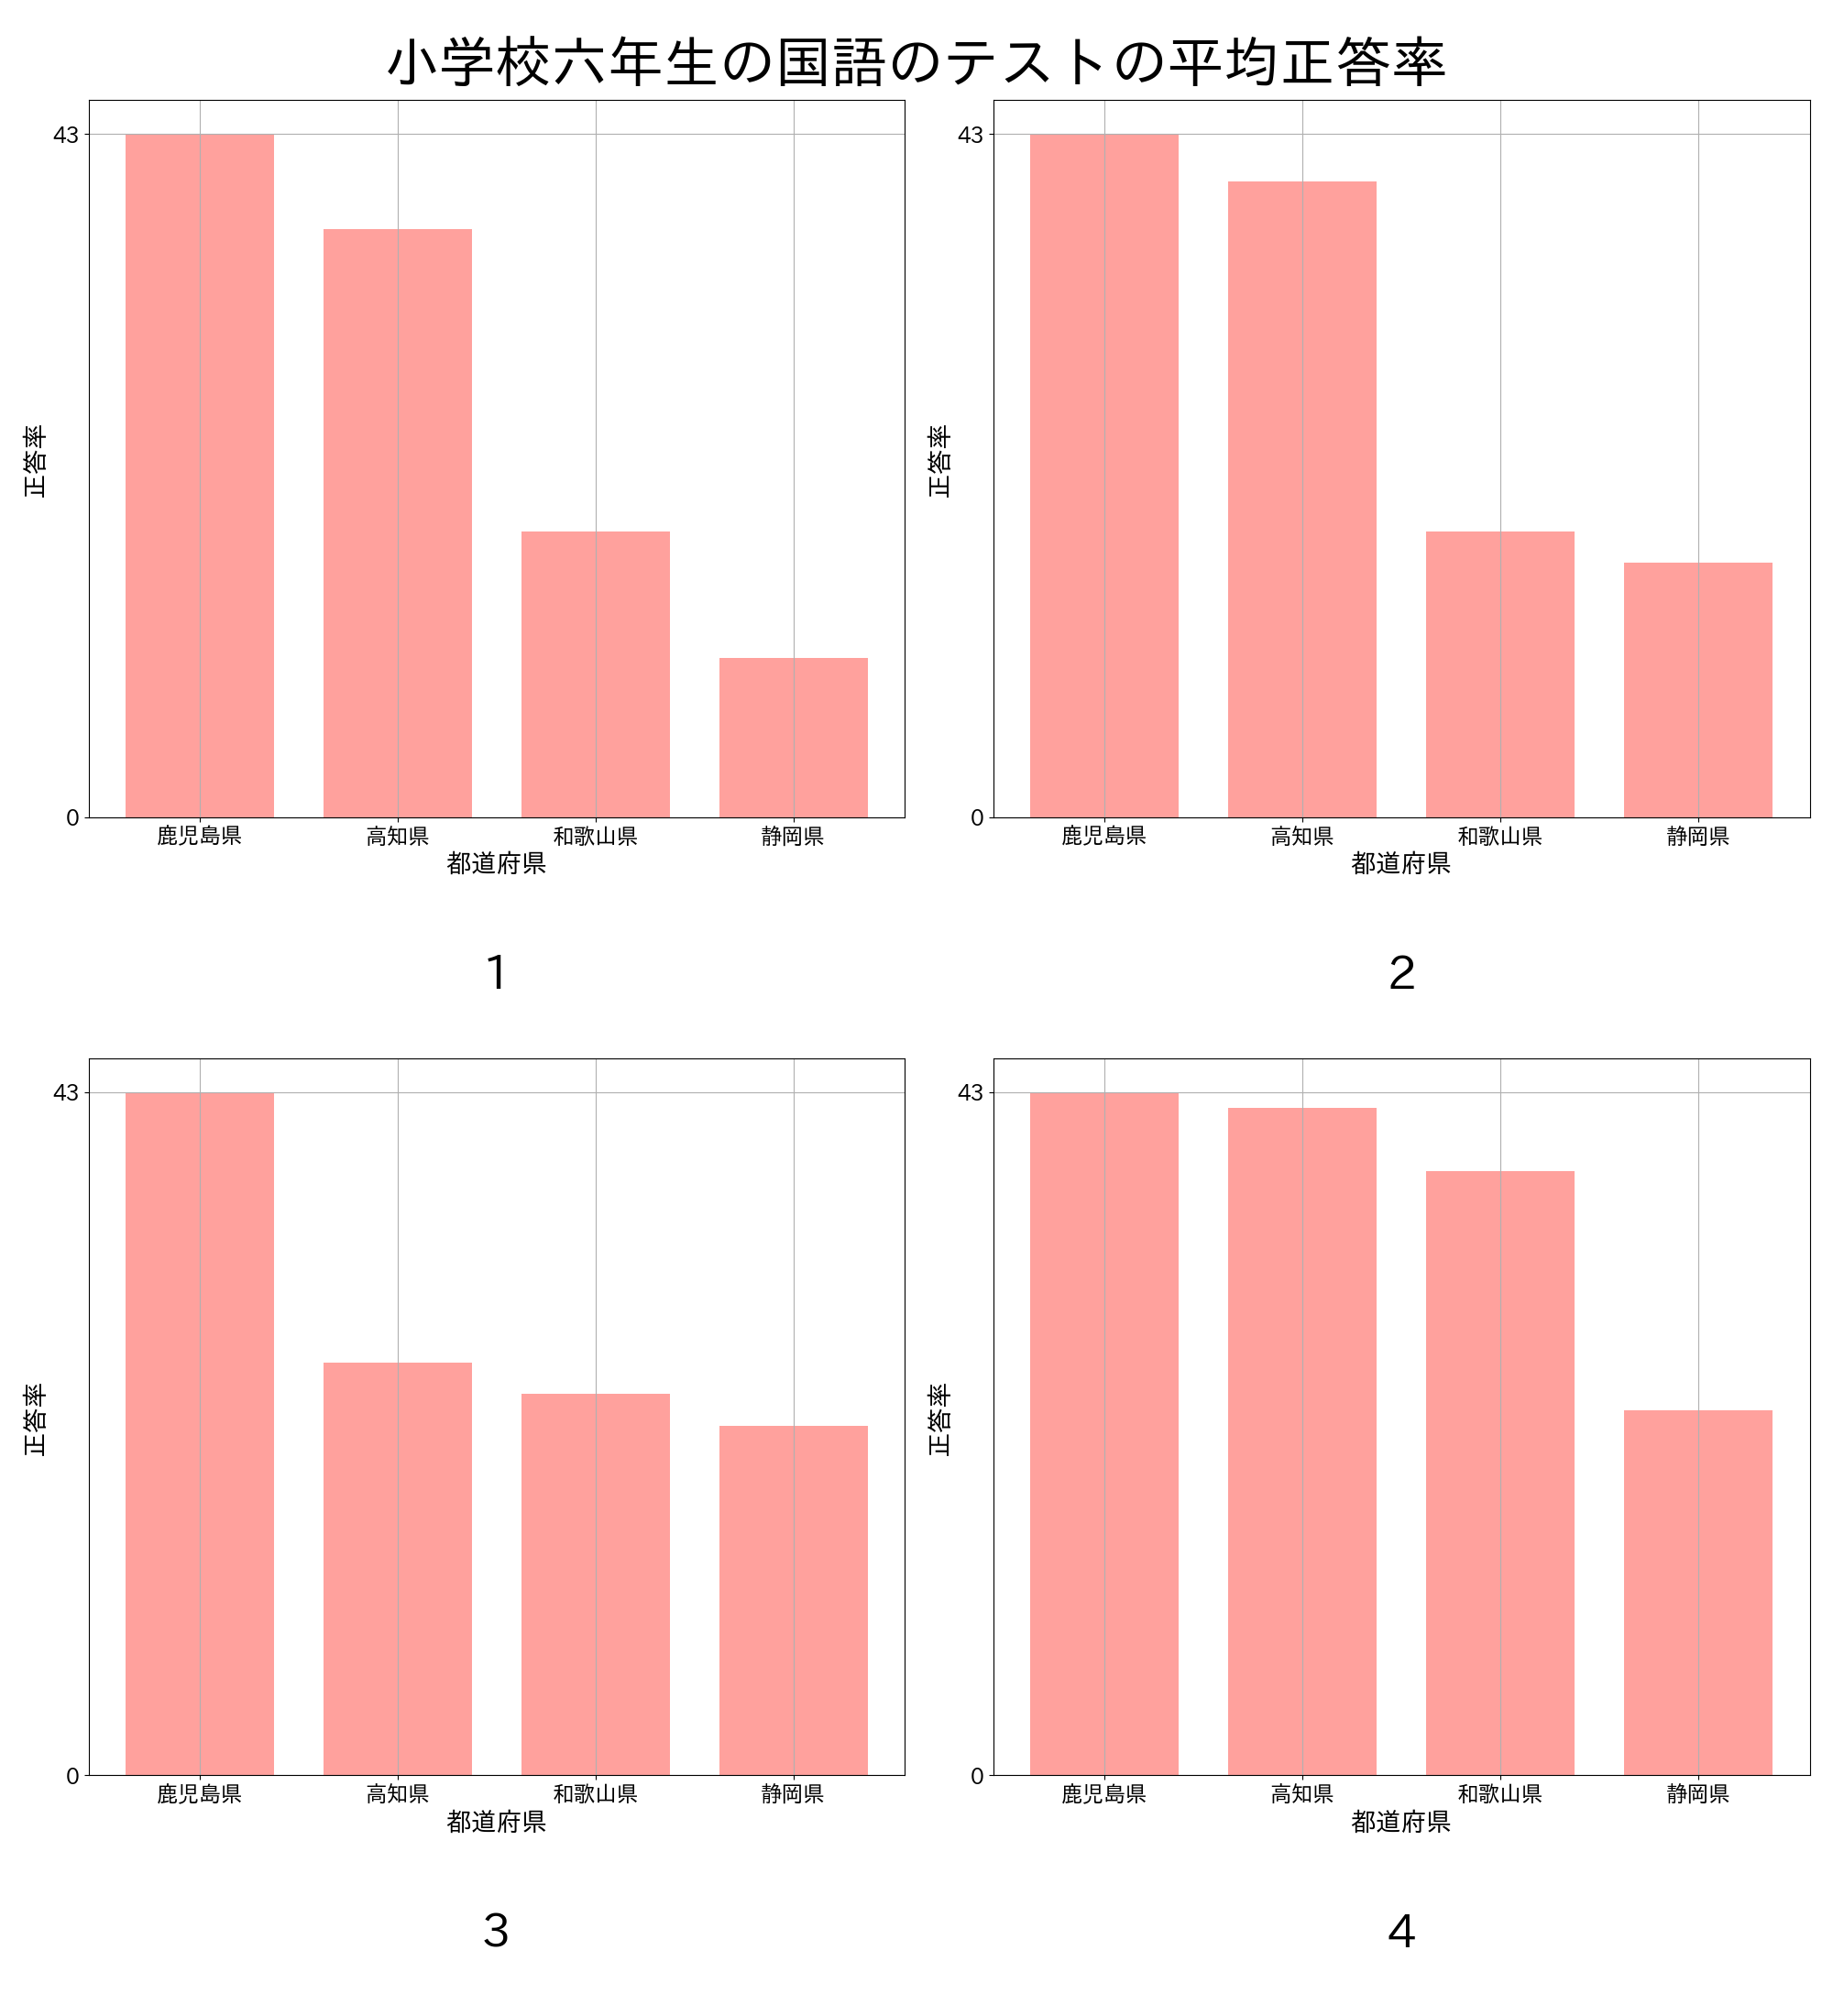 小学校六年生の国語のテストの平均正答率
43
正答率
0
鹿児島県 高知県 和歌山県 静岡県
都道府県
1
43
正答率
0
鹿児島県 高知県 和歌山県 静岡県
都道府県
2
43
正答率
0
鹿児島県 高知県 和歌山県 静岡県
都道府県
3
43
正答率
0
鹿児島県 高知県 和歌山県 静岡県
都道府県
4